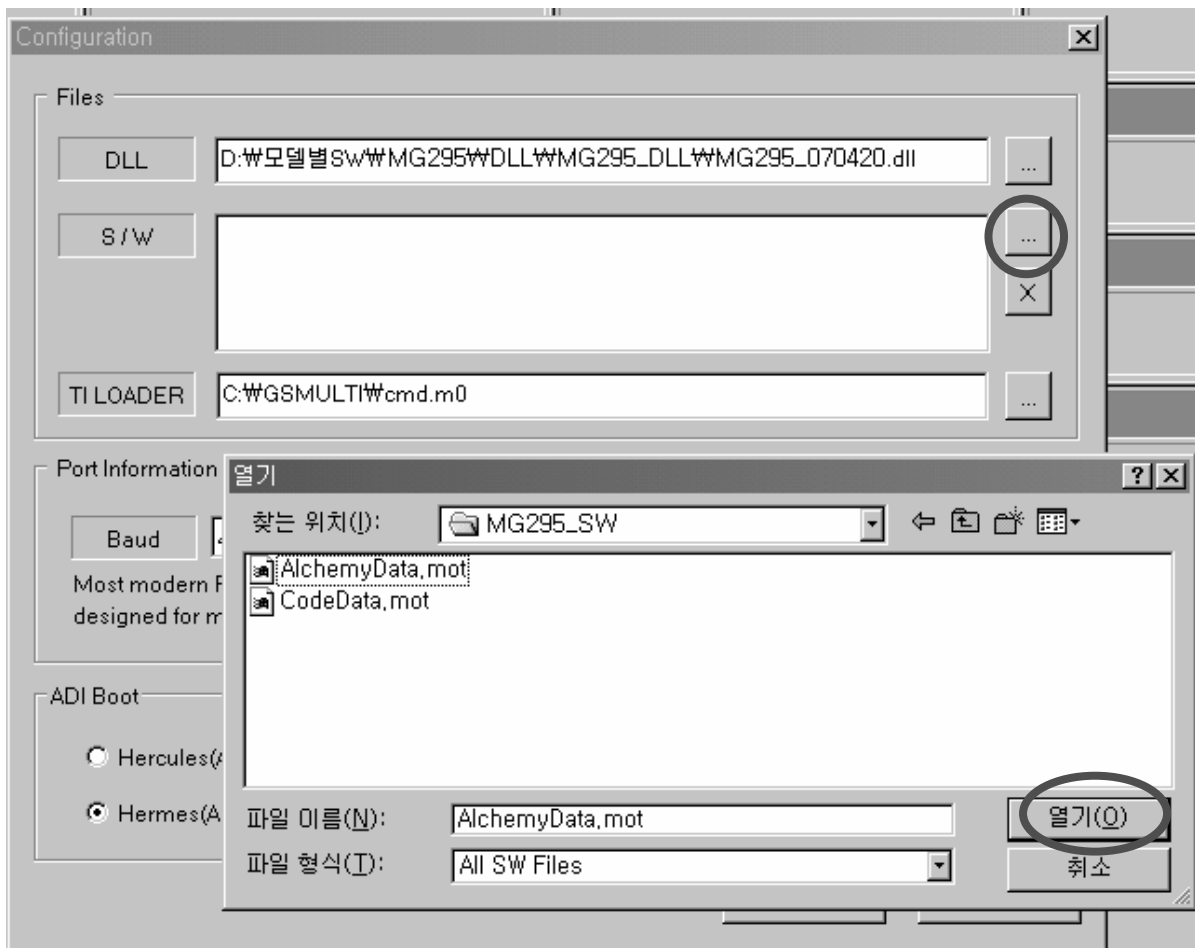 Configuration
Files
DLL
D:₩모델별SW₩MG295₩DLL₩MG295_DLL₩MG295_070420.dll
...
S / W
...
X
TI LOADER
C:₩GSMULTI₩cmd.m0
...
Port Information
Baud
Most modern
designed for
ADI Boot
Hercules(
Hermes(A
열기
찾는 위치(I):
MG295_SW
AlchemyData.mot
CodeData.mot
파일 이름(N):
AlchemyData.mot
열기(O)
파일 형식(T):
All SW Files
취소